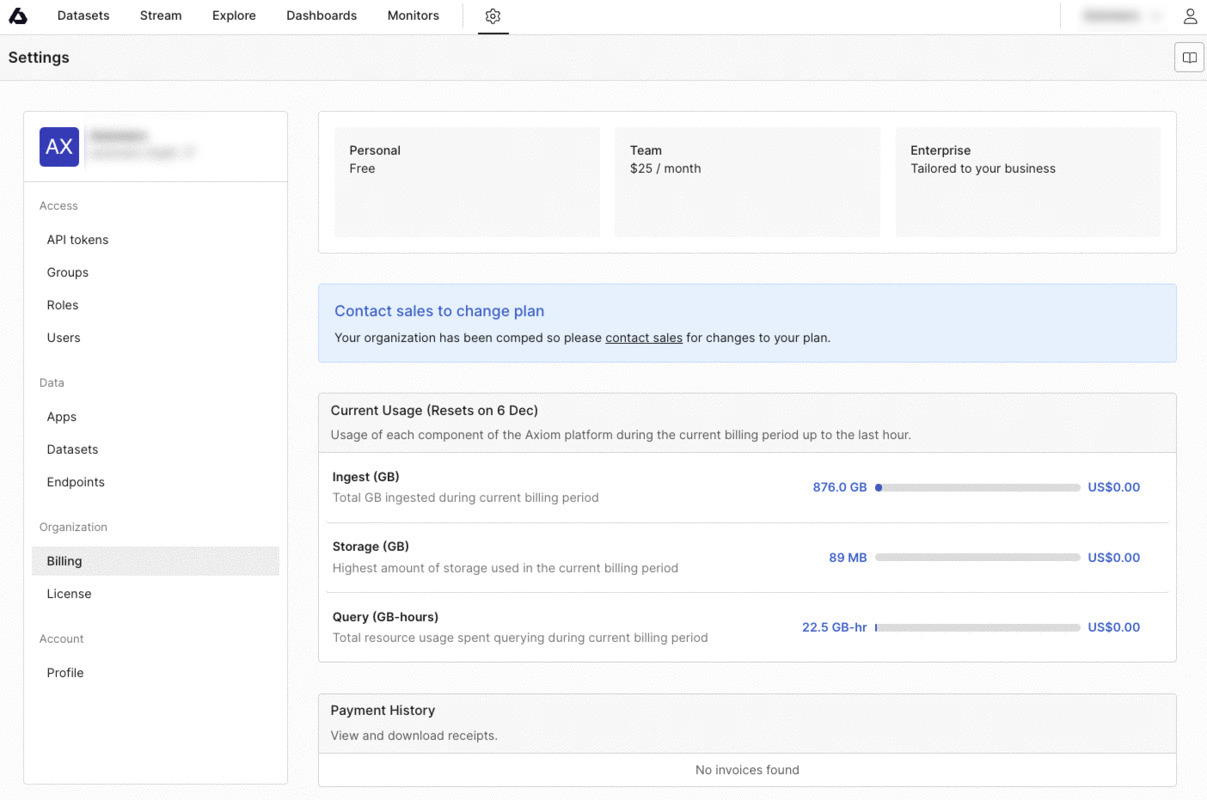 Datasets Stream Explore Dashboards Monitors
Settings
AX
Access
API tokens
Groups
Roles
Users
Data
Apps
Datasets
Endpoints
Organization
Billing
License
Account
Profile
Personal
Free
Team
$25 / month
Enterprise
Tailored to your business
Contact sales to change plan
Your organization has been comped so please contact sales for changes to your plan.
Current Usage (Resets on 6 Dec)
Usage of each component of the Axiom platform during the current billing period up to the last hour.
Ingest (GB)
Total GB ingested during current billing period
876.0 GB US$0.00
Storage (GB)
Highest amount of storage used in the current billing period
89 MB US$0.00
Query (GB-hours)
Total resource usage spent querying during current billing period
22.5 GB-hr US$0.00
Payment History
View and download receipts.
No invoices found